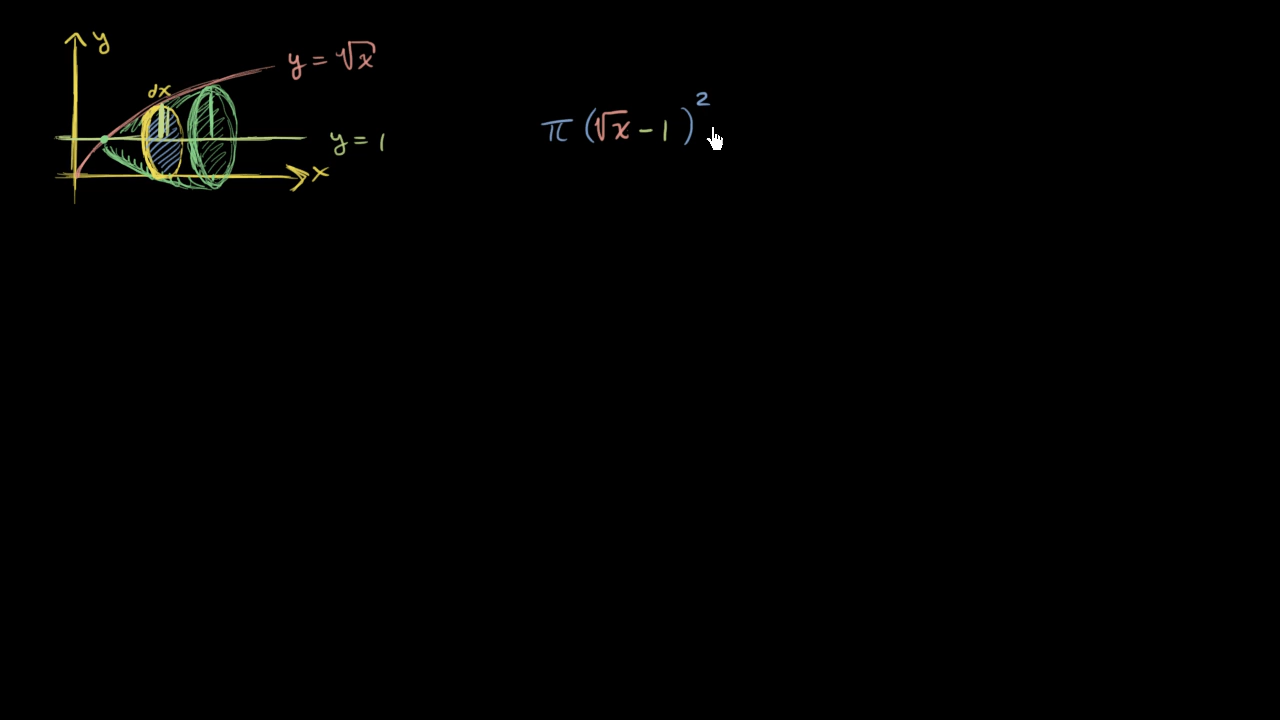 y
y = √x
dx
π (√x - 1)²
y = 1
x